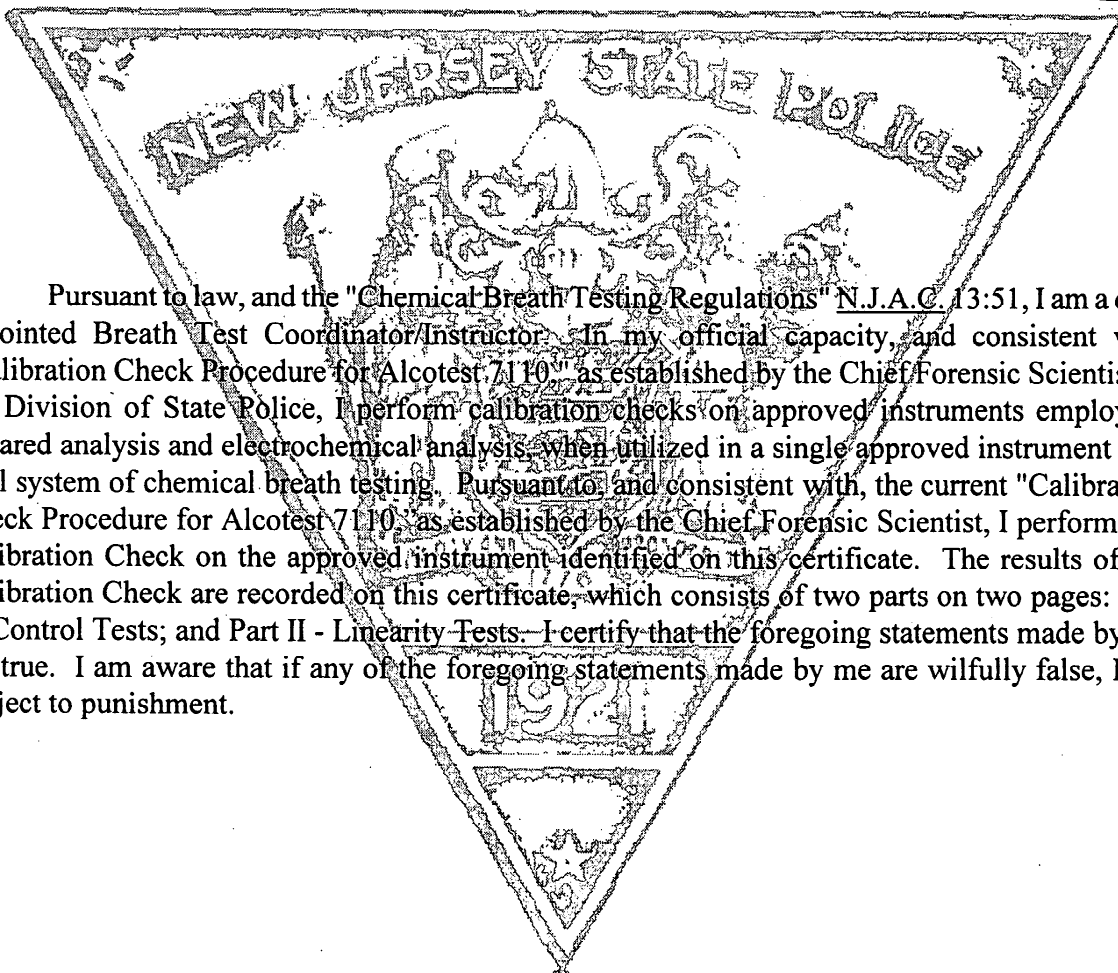 NEW JERSEY STATE POLICE
Pursuant to law, and the "Chemical Breath Testing Regulations" N.J.A.C. 13:51, I am a
ointed Breath Test Coordinator/Instructor. In my official capacity, and consistent
libration Check Procedure for Alcotest 7110," as established by the Chief Forensic Scientis
Division of State Police, I perform calibration checks on approved instruments employ
ared analysis and electrochemical analysis, when utilized in a single approved instrument
l system of chemical breath testing. Pursuant to, and consistent with, the current "Calibra
eck Procedure for Alcotest 7110," as established by the Chief Forensic Scientist, I perform
ibration Check on the approved instrument identified on this certificate. The results of
ibration Check are recorded on this certificate, which consists of two parts on two pages:
Control Tests; and Part II - Linearity Tests. I certify that the foregoing statements made by
true. I am aware that if any of the foregoing statements made by me are wilfully false, I
ject to punishment.
1921